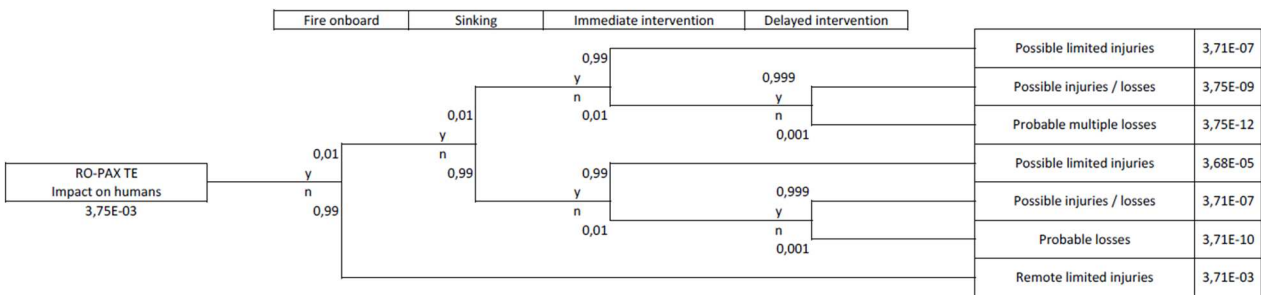 Fire onboard Sinking Immediate intervention Delayed intervention
0,99 Possible limited injuries 3,71E-07
y 0,999 Possible injuries / losses 3,75E-09
n y
0,01 0,01 n Probable multiple losses 3,75E-12
y 0,001
0,01 n 0,99 Possible limited injuries 3,68E-05
RO-PAX TE y 0,99 y 0,999
Impact on humans n n y Possible injuries / losses 3,71E-07
3,75E-03 0,99 0,01 n
0,001 Probable losses 3,71E-10
Remote limited injuries 3,71E-03